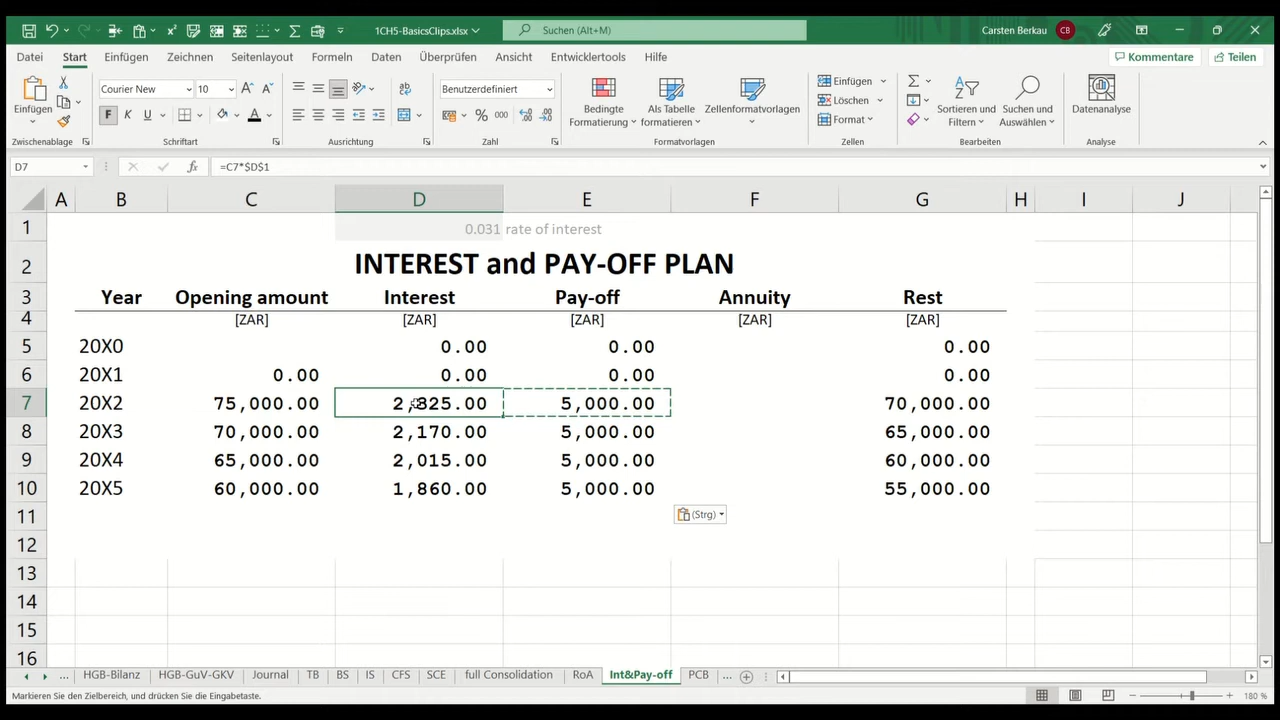 1CH5-BasicsClips.xlsx
Suchen (Alt+M)
Carsten Berkau CB
Datei Start Einfügen Zeichnen Seitenlayout Formeln Daten Überprüfen Ansicht Entwicklertools Hilfe Kommentare Teilen
Einfügen
Courier New 10
F K U
Benutzerdefiniert
% 000
Bedingte Formatierung
Als Tabelle formatieren
Zellenformatvorlagen
Einfügen
Löschen
Format
Sortieren und Filtern
Suchen und Auswählen
Datenanalyse
Zwischenablage Schriftart Ausrichtung Zahl Formatvorlagen Zellen Bearbeiten Analyse
D7 fx =C7*$D$1
A B C D E F G H I J
1 0.031 rate of interest
2 INTEREST and PAY-OFF PLAN
3 Year Opening amount Interest Pay-off Annuity Rest
4 [ZAR] [ZAR] [ZAR] [ZAR] [ZAR]
5 20X0 0.00 0.00 0.00
6 20X1 0.00 0.00 0.00 0.00
7 20X2 75,000.00 2,325.00 5,000.00 70,000.00
8 20X3 70,000.00 2,170.00 5,000.00 65,000.00
9 20X4 65,000.00 2,015.00 5,000.00 60,000.00
10 20X5 60,000.00 1,860.00 5,000.00 55,000.00
11 (Strg)
12
13
14
15
16
... HGB-Bilanz HGB-GuV-GKV Journal TB BS IS CFS SCE full Consolidation RoA Int&Pay-off PCB ...
Markieren Sie den Zielbereich, und drücken Sie die Eingabetaste. 180 %